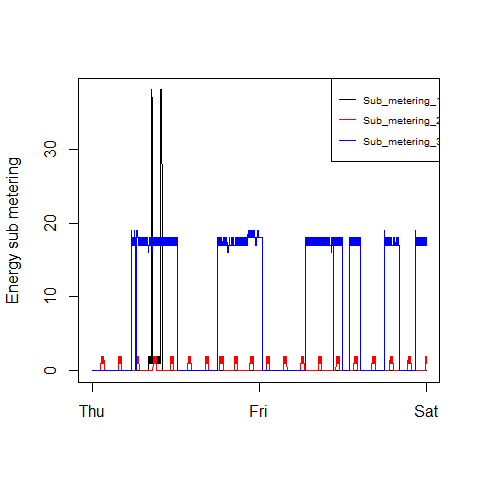 Energy sub metering
30
20
10
0
Sub_metering_1
Sub_metering_2
Sub_metering_3
Thu Fri Sat